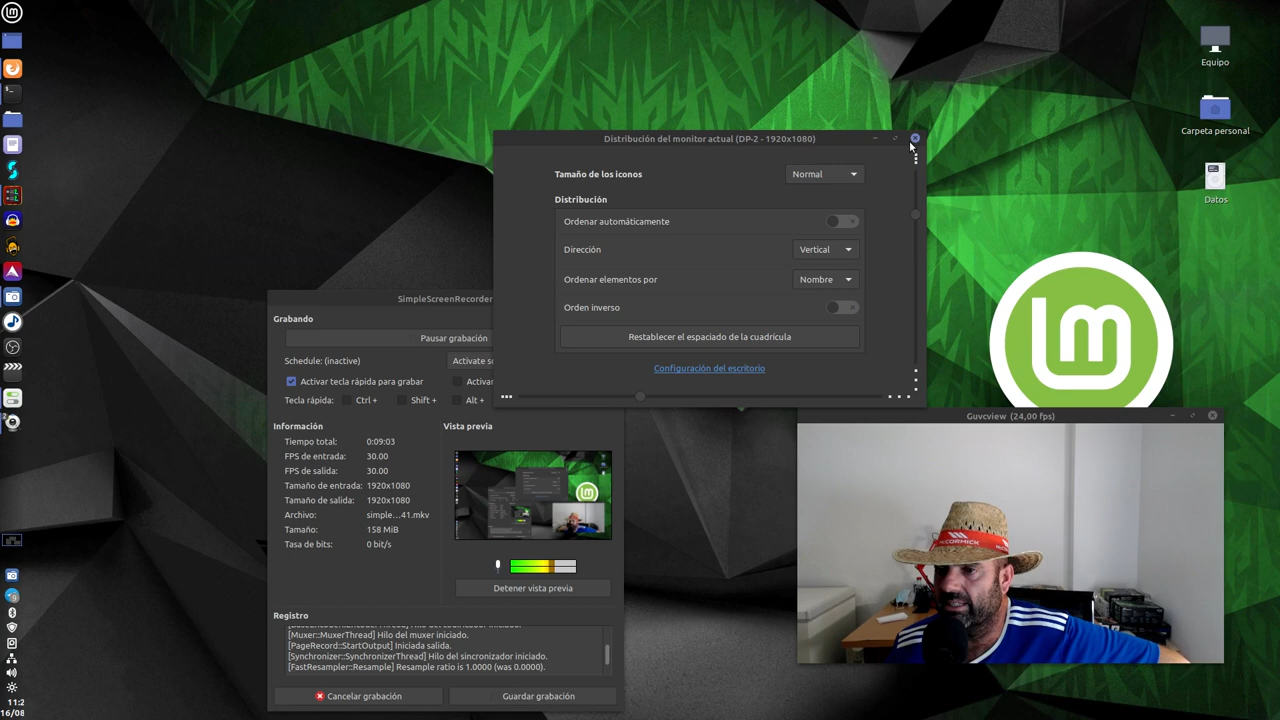 Equipo
Carpeta personal
Datos
Distribución del monitor actual (DP-2 - 1920x1080)
Tamaño de los iconos
Normal
Distribución
Ordenar automáticamente
Dirección
Vertical
Ordenar elementos por
Nombre
Orden inverso
Restablecer el espaciado de la cuadrícula
Configuración del escritorio
SimpleScreenRecorder
Grabando
Pausar grabación
Schedule: (inactive)
Activate s
Activar tecla rápida para grabar
Activar
Tecla rápida:
Ctrl +
Shift +
Alt +
Información
Tiempo total: 0:09:03
FPS de entrada: 30.00
FPS de salida: 30.00
Tamaño de entrada: 1920x1080
Tamaño de salida: 1920x1080
Archivo: simple...41.mkv
Tamaño: 158 MiB
Tasa de bits: 0 bit/s
Vista previa
Detener vista previa
Registro
[Muxer::MuxerThread] Hilo del muxer iniciado.
[PageRecord::StartOutput] Iniciada salida.
[Synchronizer::SynchronizerThread] Hilo del sincronizador iniciado.
[FastResampler::Resample] Resample ratio is 1.0000 (was 0.0000).
Cancelar grabación
Guardar grabación
Guvcview (24,00 fps)
McCORMICK
11:2
16/08